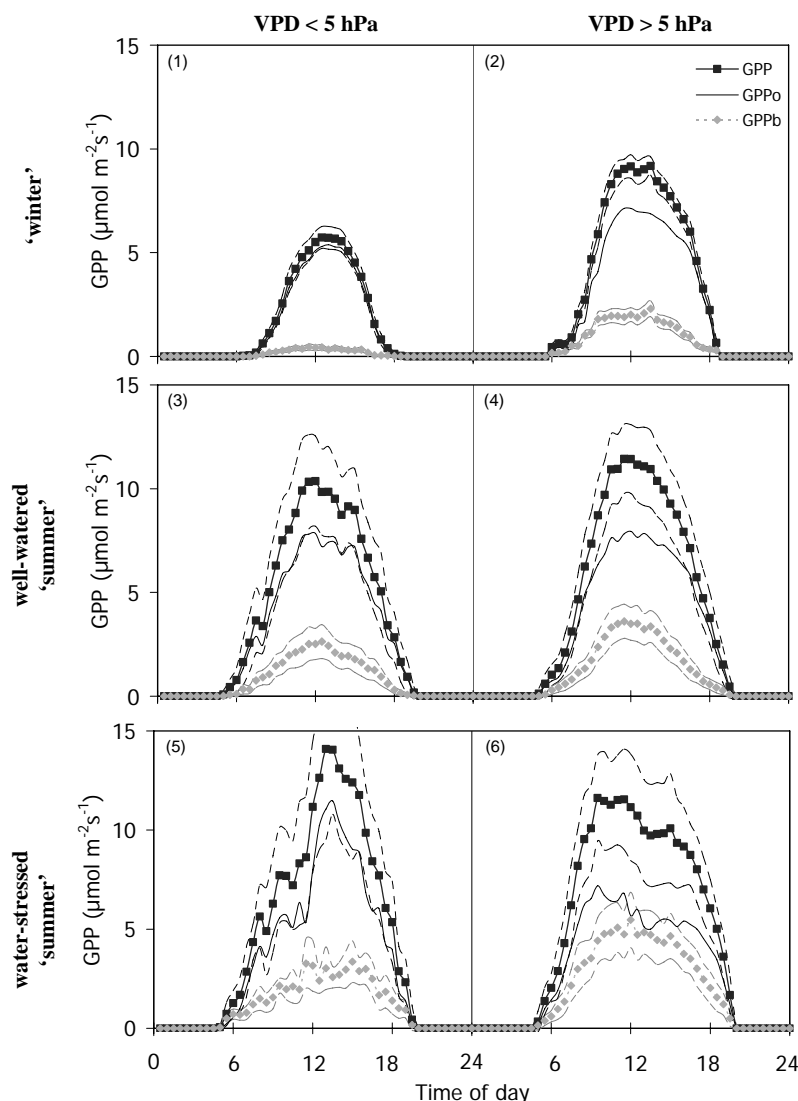 VPD < 5 hPa
VPD > 5 hPa
‘winter’
GPP (µmol m⁻²s⁻¹)
15
10
5
0
(1)
(2)
GPP
GPPo
GPPb
well-watered
‘summer’
GPP (µmol m⁻²s⁻¹)
15
10
5
0
(3)
(4)
water-stressed
‘summer’
GPP (µmol m⁻²s⁻¹)
15
10
5
0
(5)
(6)
0 6 12 18 24 6 12 18 24
Time of day